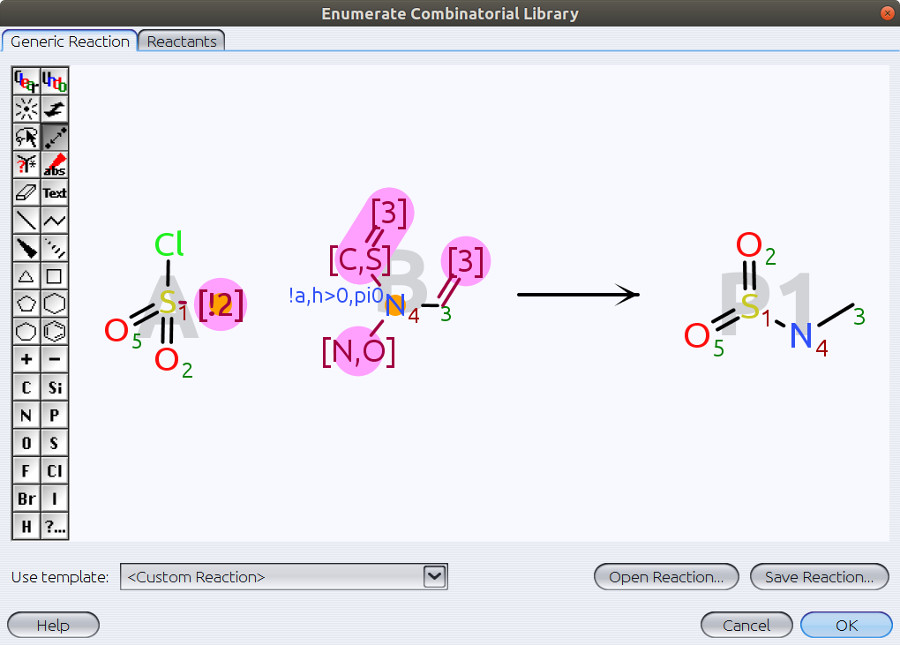 Enumerate Combinatorial Library
Generic Reaction Reactants
Clear Undo
?
abs
Text
+ −
C Si
N P
O S
F Cl
Br I
H ?...
A
Cl
S 1 [!2]
O 5
O 2
B
[3]
[C,S] [3]
!a,h>0,pi0 N 4 3
[N,O]
P1
O 2
S 1 3
O 5 N 4
Use template: <Custom Reaction> Open Reaction... Save Reaction...
Help Cancel OK